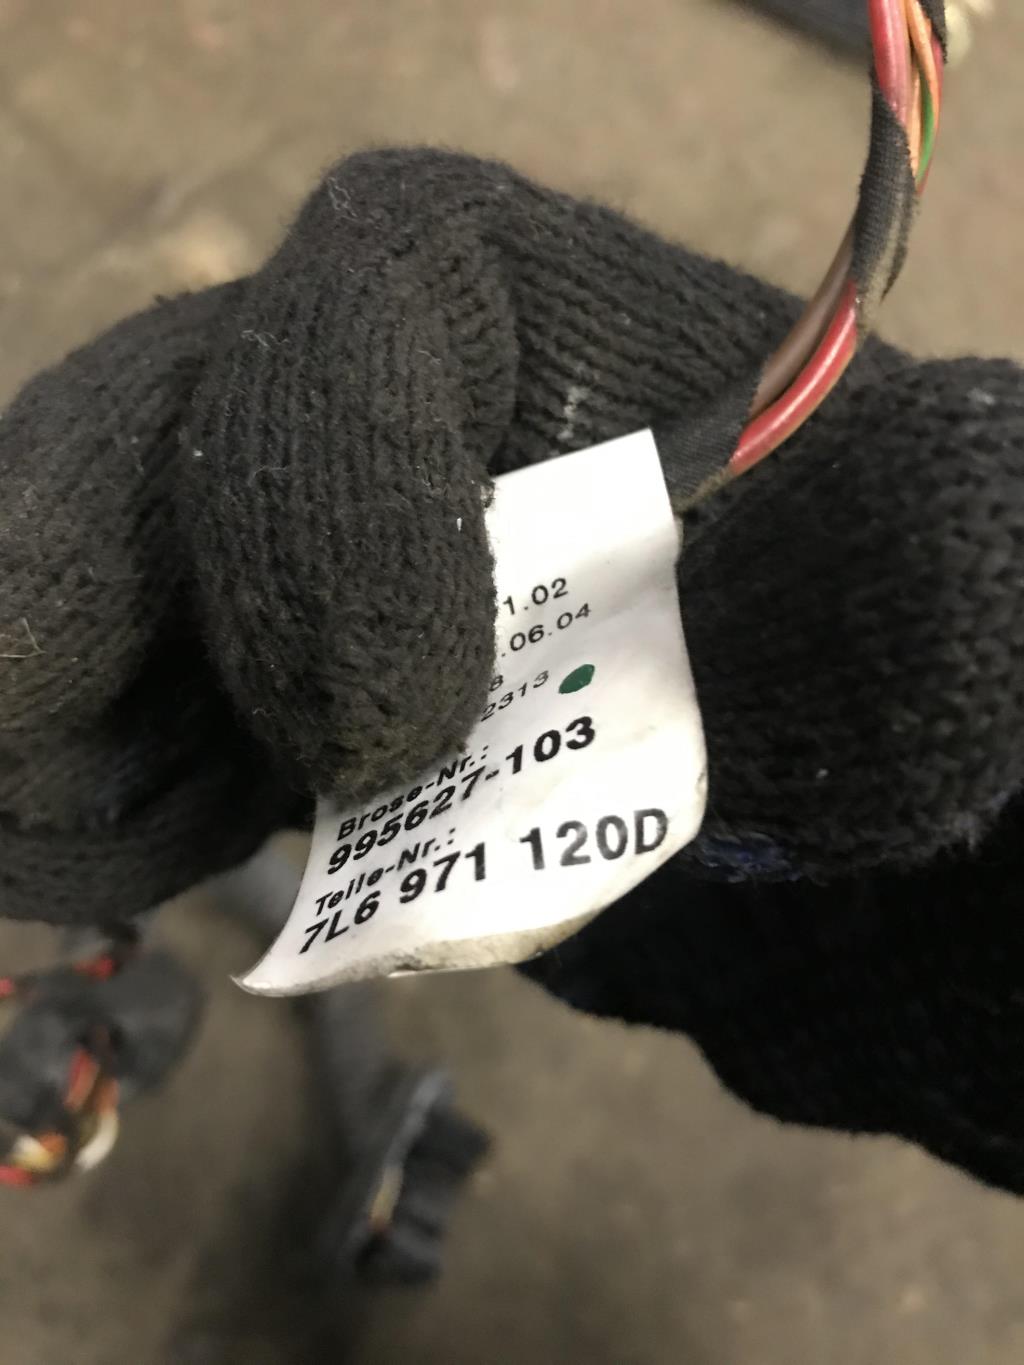 1.02
.06.04
8
2313
Brose-Nr.:
995627-103
Teile-Nr.:
7L6 971 120D